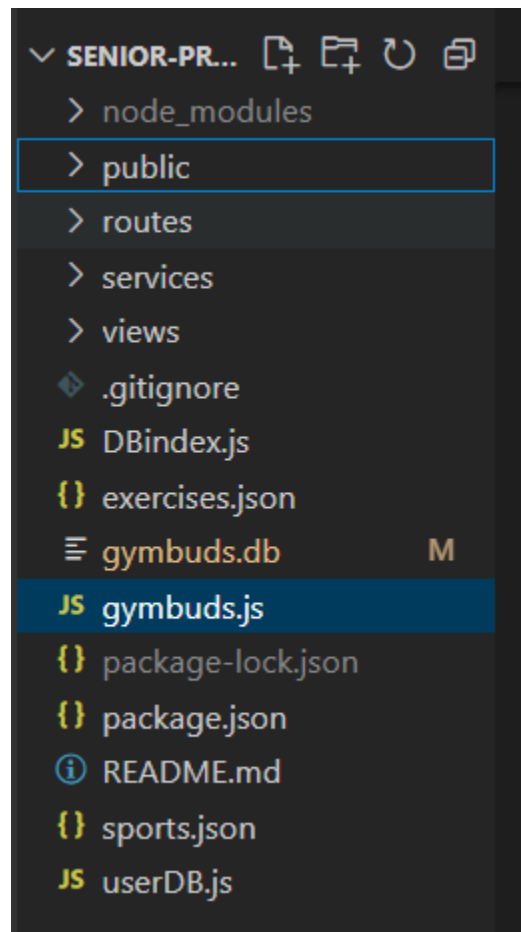 SENIOR-PR...
node_modules
public
routes
services
views
.gitignore
JS DBindex.js
{} exercises.json
gymbuds.db M
JS gymbuds.js
{} package-lock.json
{} package.json
README.md
{} sports.json
JS userDB.js